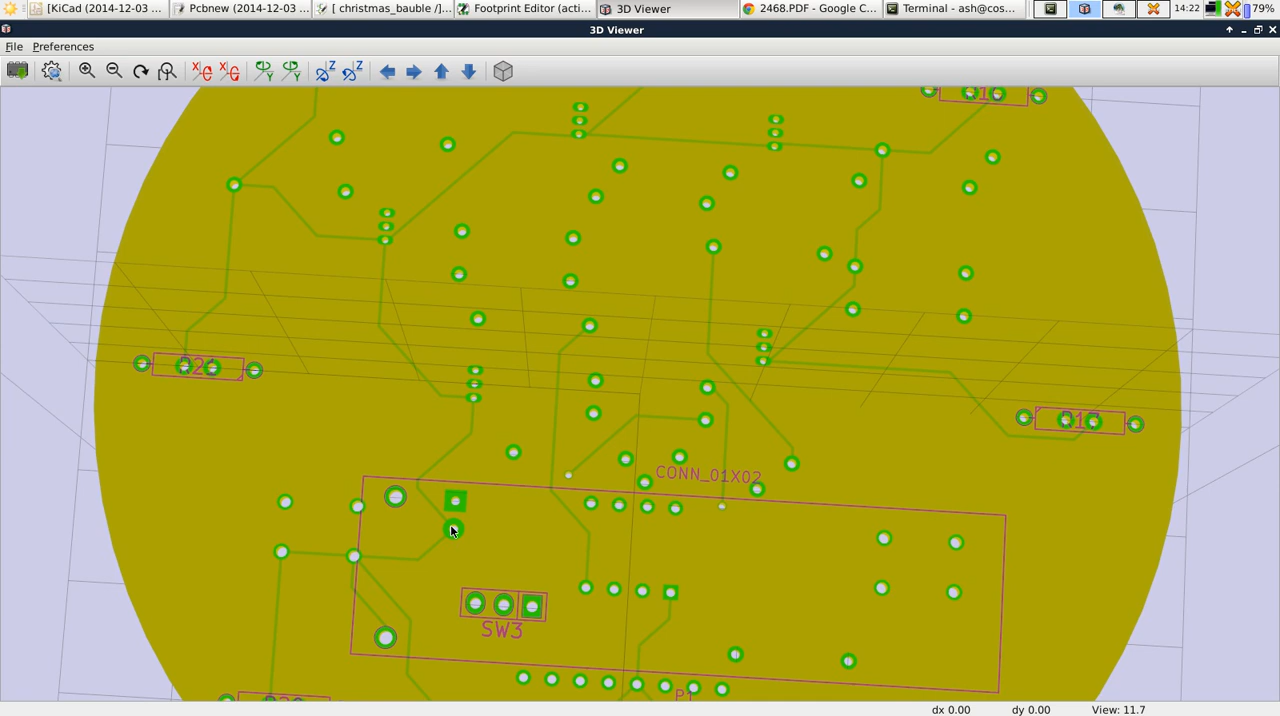 [KiCad (2014-12-03 ...
Pcbnew (2014-12-03 ...
[ christmas_bauble /]...
Footprint Editor (acti...
3D Viewer
2468.PDF - Google C...
Terminal - ash@cos...
14:22
79%
3D Viewer
File Preferences
CONN_01X02
R17
SW3
P1
dx 0.00
dy 0.00
View: 11.7